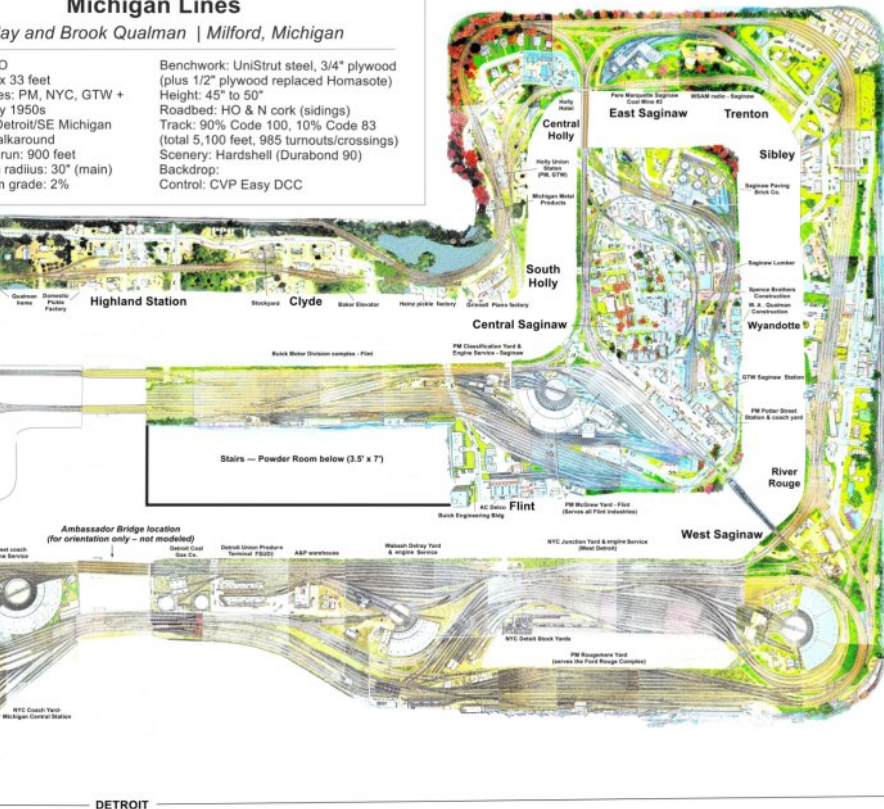 Michigan Lines
ay and Brook Qualman | Milford, Michigan
O
x 33 feet
es: PM, NYC, GTW +
y 1950s
Detroit/SE Michigan
alkaround
run: 900 feet
radiius: 30" (main)
m grade: 2%
Benchwork: UniStrut steel, 3/4" plywood
(plus 1/2" plywood replaced Homasote)
Height: 45" to 50"
Roadbed: HO & N cork (sidings)
Track: 90% Code 100, 10% Code 83
(total 5,100 feet, 985 turnouts/crossings)
Scenery: Hardshell (Durabond 90)
Backdrop:
Control: CVP Easy DCC
Holly
Hotel
Central
Holly
Pere Marquette Saginaw
Coal Mine #2
WSAM radio - Saginaw
East Saginaw
Trenton
Sibley
Holly Union
Station
(PM, GTW)
Michigan Metal
Products
Saginaw Paving
Brick Co.
South
Holly
Saginaw Lumber
Spence Brothers
Construction
W. A. Qualman
Construction
Wyandotte
Central Saginaw
Qualman
home
Domestic
Pickle
Factory
Highland Station
Stockyard
Clyde
Baker Elevator
Heinz pickle factory
Grinnell Piano factory
PM Classification Yard &
Engine Service - Saginaw
Buick Motor Division complex - Flint
GTW Saginaw Station
PM Potter Street
Station & coach yard
Stairs — Powder Room below (3.5' x 7')
River
Rouge
AC Delco
Flint
Buick Engineering Bldg
PM McGrew Yard - Flint
(Serves all Flint industries)
West Saginaw
Ambassador Bridge location
(for orientation only – not modeled)
eet coach
ne Service
Detroit Coal
Gas Co.
Detroit Union Produce
Terminal FSUD)
A&P warehouse
Wabash Delray Yard
& engine Service
NYC Junction Yard & engine Service
(West Detroit)
NYC Detoit Stock Yards
PM Rougemere Yard
(serves the Ford Rouge Complex)
NYC Coach Yard-
Michigan Central Station
DETROIT